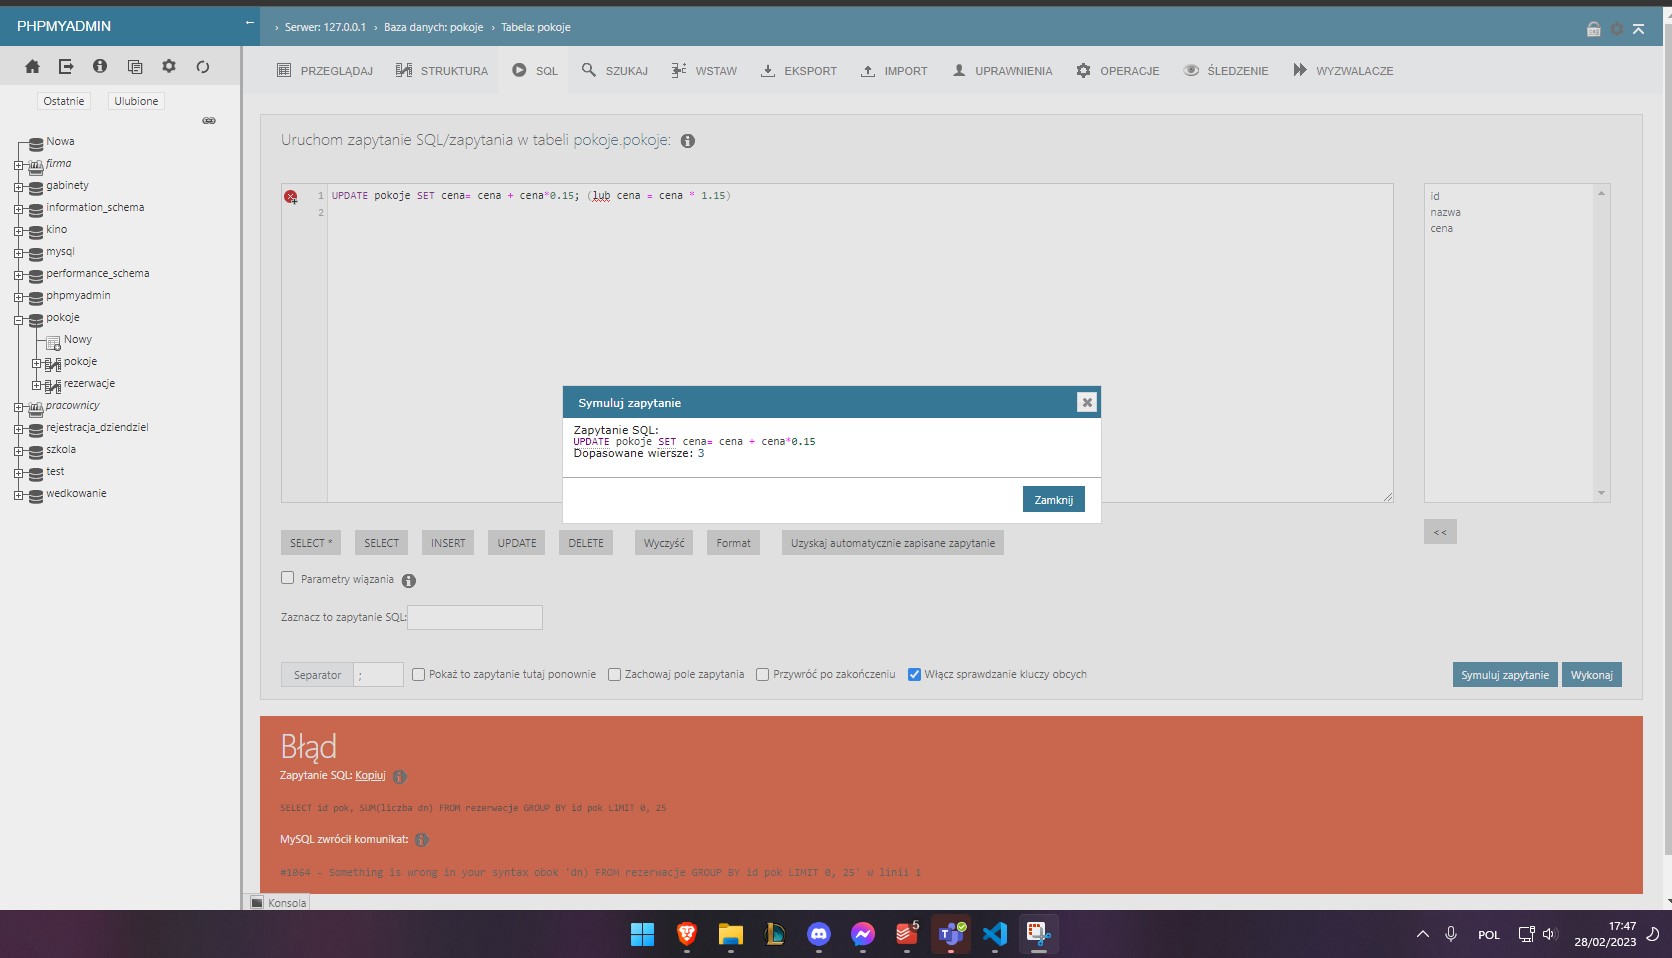 PHPMYADMIN
←
› Serwer: 127.0.0.1 › Baza danych: pokoje › Tabela: pokoje
PRZEGLĄDAJ STRUKTURA SQL SZUKAJ WSTAW EKSPORT IMPORT UPRAWNIENIA OPERACJE ŚLEDZENIE WYZWALACZE
Ostatnie Ulubione
Nowa
firma
gabinety
information_schema
kino
mysql
performance_schema
phpmyadmin
pokoje
Nowy
pokoje
rezerwacje
pracownicy
rejestracja_dziendziel
szkola
test
wedkowanie
Uruchom zapytanie SQL/zapytania w tabeli pokoje.pokoje:
1 UPDATE pokoje SET cena= cena + cena*0.15; (lub cena = cena * 1.15)
2
id
nazwa
cena
Symuluj zapytanie
Zapytanie SQL:
UPDATE pokoje SET cena= cena + cena*0.15
Dopasowane wiersze: 3
Zamknij
<<
SELECT * SELECT INSERT UPDATE DELETE Wyczyść Format Uzyskaj automatycznie zapisane zapytanie
Parametry wiązania
Zaznacz to zapytanie SQL:
Separator ; Pokaż to zapytanie tutaj ponownie Zachowaj pole zapytania Przywróć po zakończeniu Włącz sprawdzanie kluczy obcych
Symuluj zapytanie Wykonaj
Błąd
Zapytanie SQL: Kopiuj
SELECT id pok, SUM(liczba dn) FROM rezerwacje GROUP BY id pok LIMIT 0, 25
MySQL zwrócił komunikat:
#1064 - Something is wrong in your syntax obok 'dn) FROM rezerwacje GROUP BY id pok LIMIT 0, 25' w linii 1
Konsola
5
POL
17:47
28/02/2023